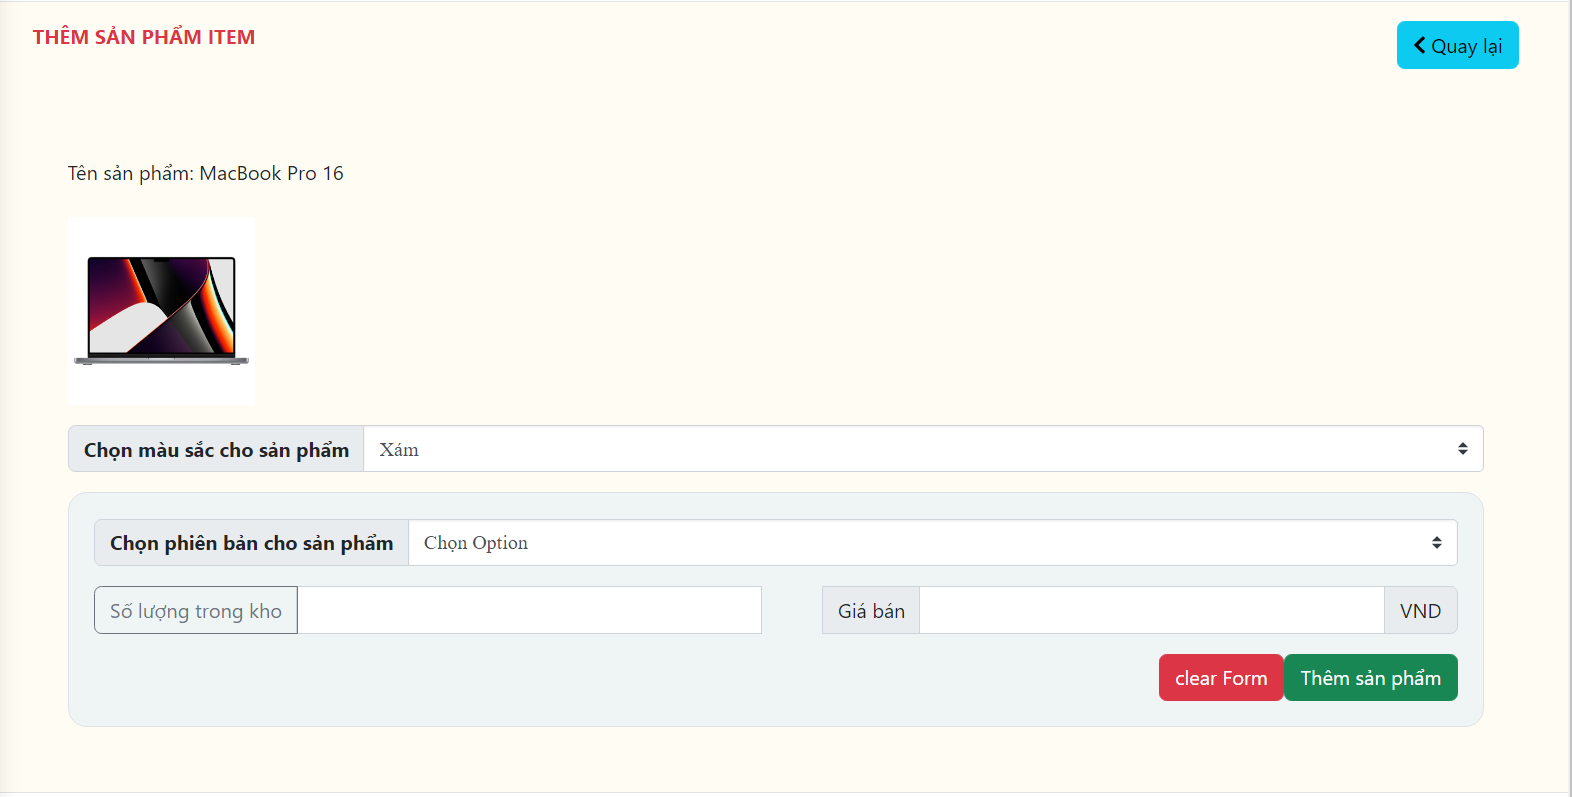 THÊM SẢN PHẨM ITEM
Quay lại
Tên sản phẩm: MacBook Pro 16
Chọn màu sắc cho sản phẩm
Xám
Chọn phiên bản cho sản phẩm
Chọn Option
Số lượng trong kho
Giá bán
VND
clear Form
Thêm sản phẩm